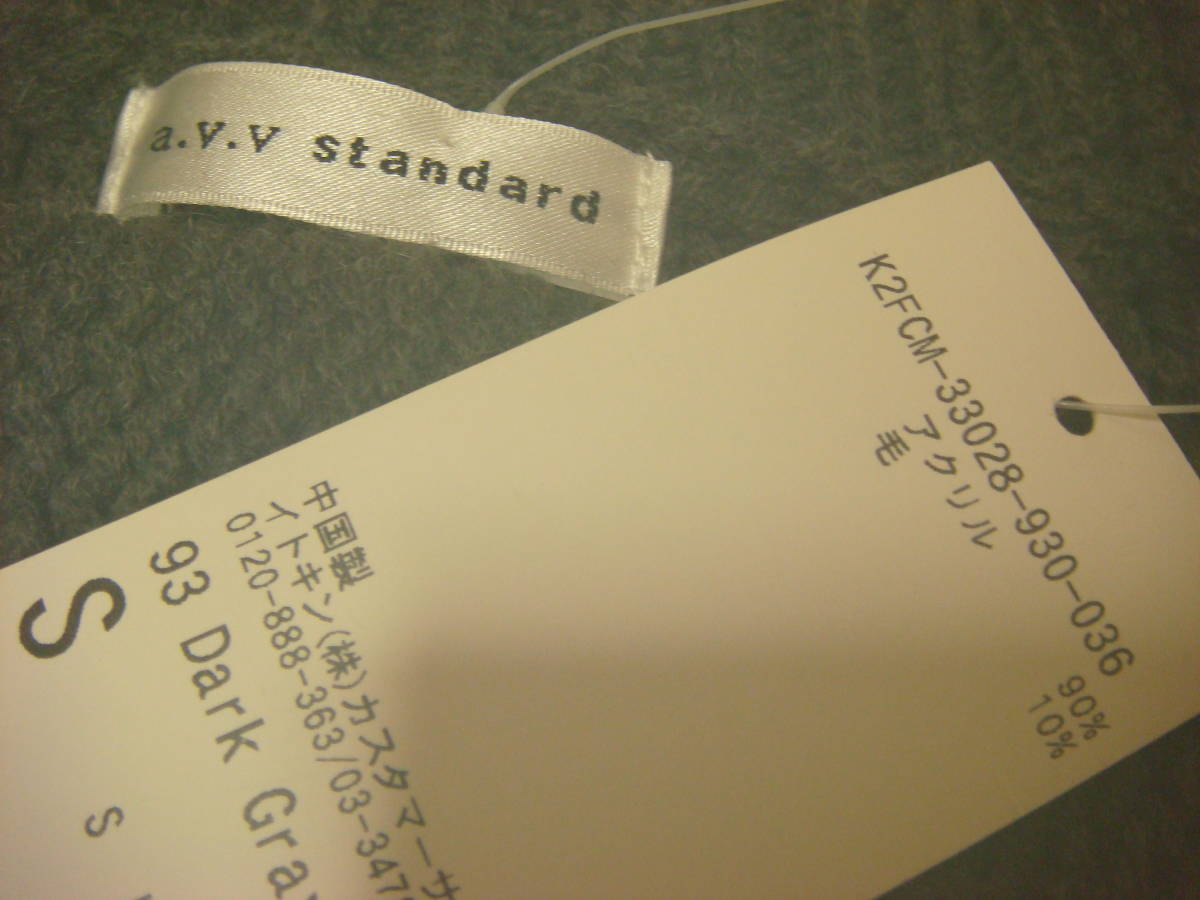 a.v.v standard
K2FCM-33028-930-036
アクリル 90%
毛 10%
中国製
イトキン(株)カスタマーサ
0120-888-363/03-347
93 Dark Gray
S
s